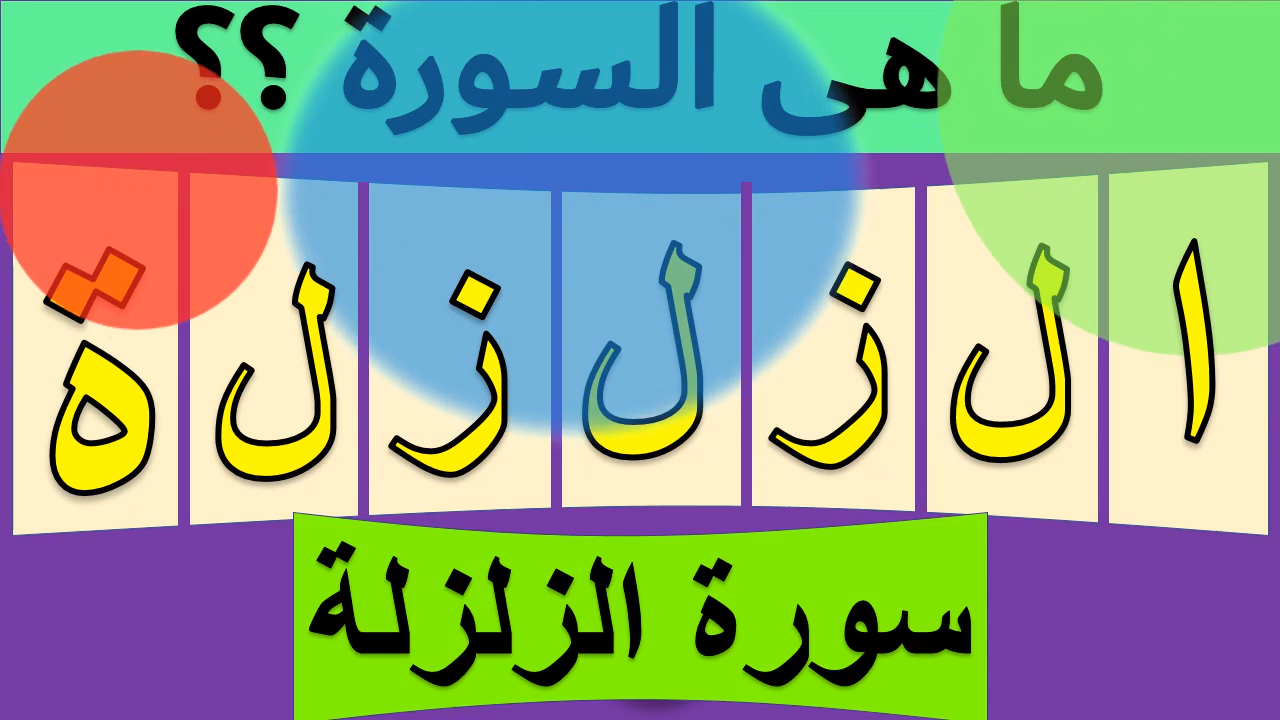 ما هى السورة ؟؟
ا ل ز ل ز ل ة
سورة الزلزلة